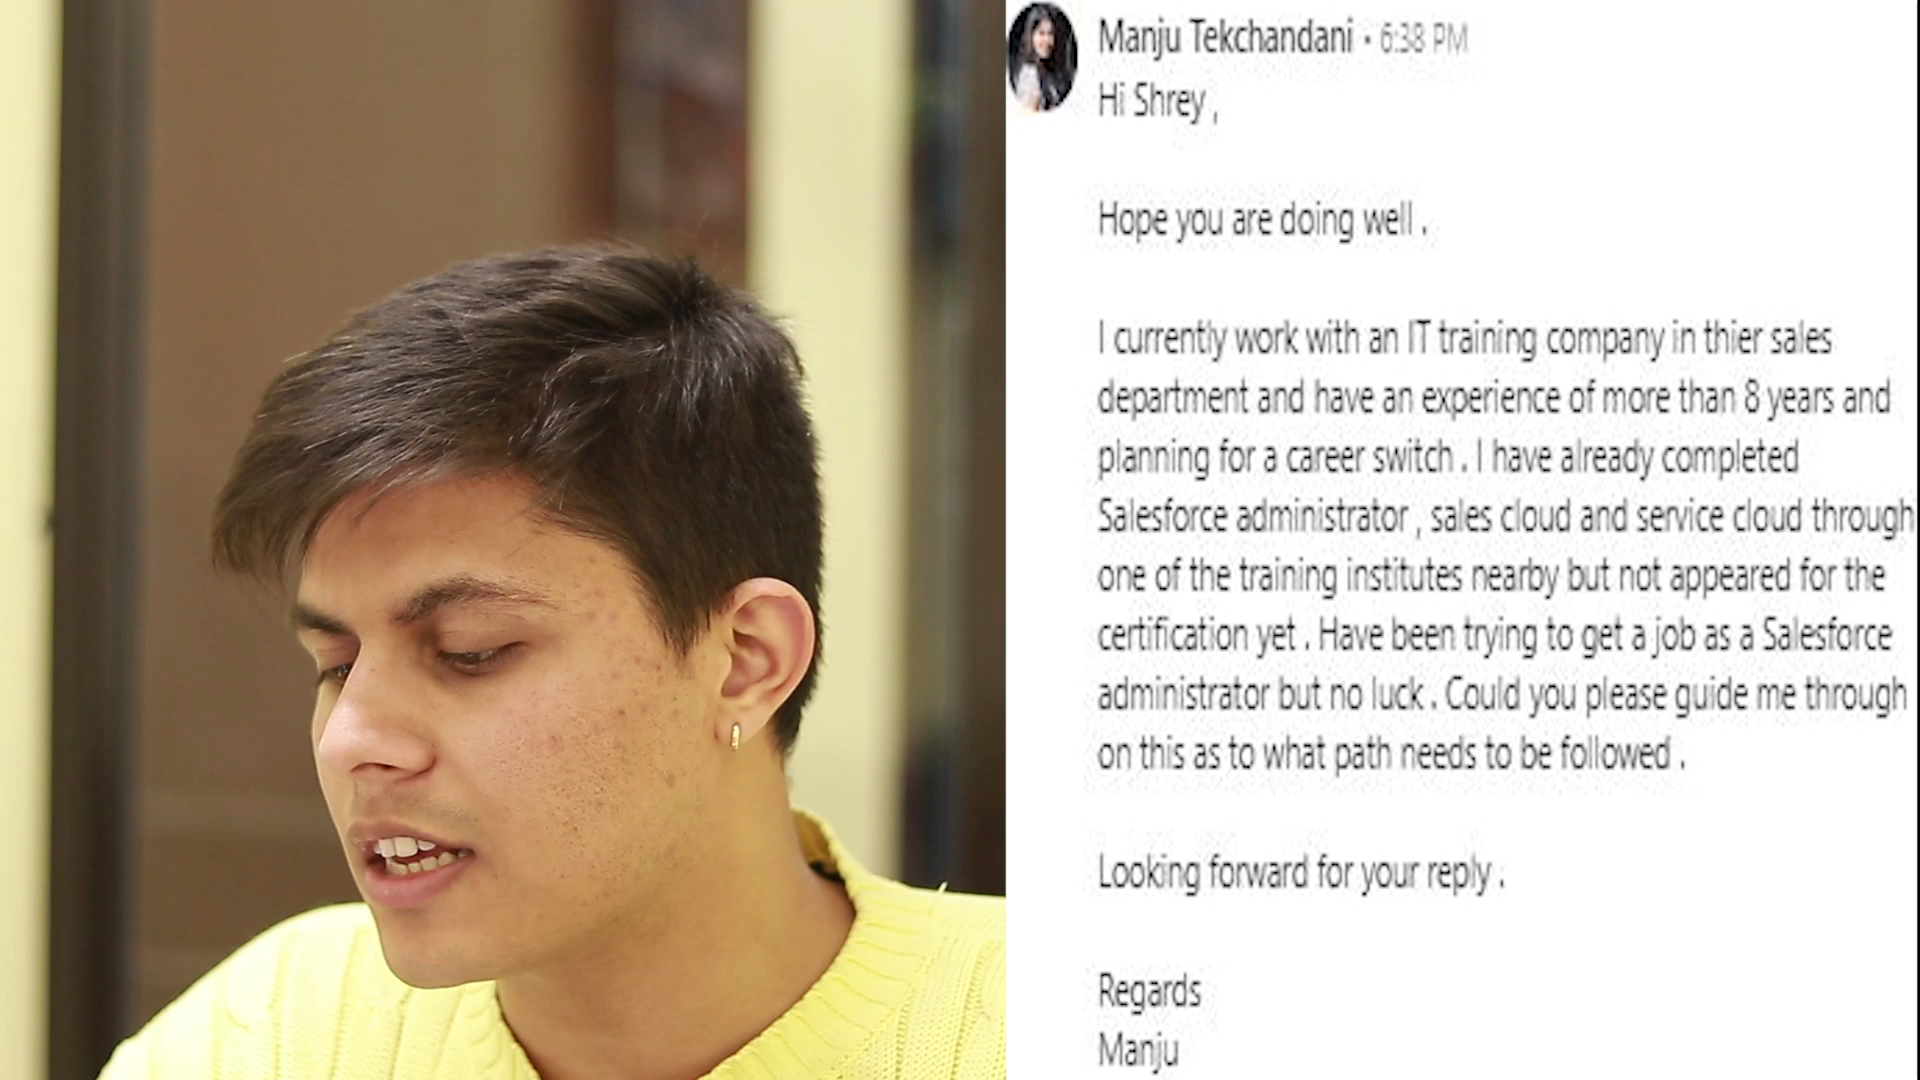 Manju Tekchandani • 6:38 PM
Hi Shrey ,
Hope you are doing well .
I currently work with an IT training company in thier sales
department and have an experience of more than 8 years and
planning for a career switch . I have already completed
Salesforce administrator , sales cloud and service cloud through
one of the training institutes nearby but not appeared for the
certification yet . Have been trying to get a job as a Salesforce
administrator but no luck . Could you please guide me through
on this as to what path needs to be followed .
Looking forward for your reply .
Regards
Manju